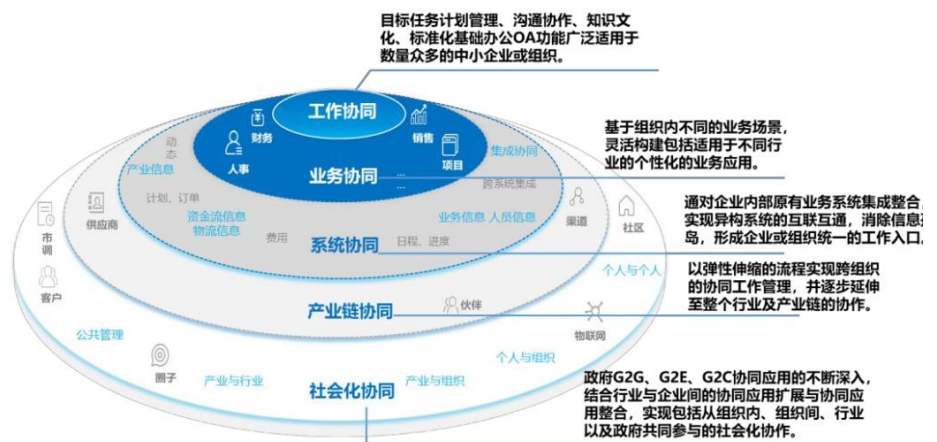 目标任务计划管理、沟通协作、知识文
化、标准化基础办公OA功能广泛适用于
数量众多的中小企业或组织。
工作协同
财务
销售
人事
项目
业务协同
...
...
基于组织内不同的业务场景，
灵活构建包括适用于不同行
业的个性化的业务应用。
动
态
产业信息
集成协同
计划、订单
跨系统集成
资金流信息
物流信息
业务信息 人员信息
费用
日程、进度
系统协同
通对企业内部原有业务系统集成整合，
实现异构系统的互联互通，消除信息
岛，形成企业或组织统一的工作入口。
供应商
渠道
伙伴
产业链协同
以弹性伸缩的流程实现跨组织
的协同工作管理，并逐步延伸
至整个行业及产业链的协作。
市
调
社区
客户
个人与个人
公共管理
物联网
圈子
个人与组织
产业与行业
产业与组织
社会化协同
政府G2G、G2E、G2C协同应用的不断深入，
结合行业与企业间的协同应用扩展与协同应
用整合，实现包括从组织内、组织间、行业
以及政府共同参与的社会化协作。